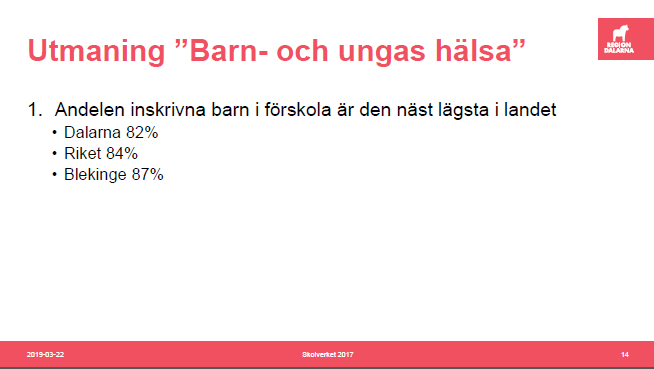 REGION
DALARNA
Utmaning ”Barn- och ungas hälsa”
1. Andelen inskrivna barn i förskola är den näst lägsta i landet
• Dalarna 82%
• Riket 84%
• Blekinge 87%
2019-03-22
Skolverket 2017
14